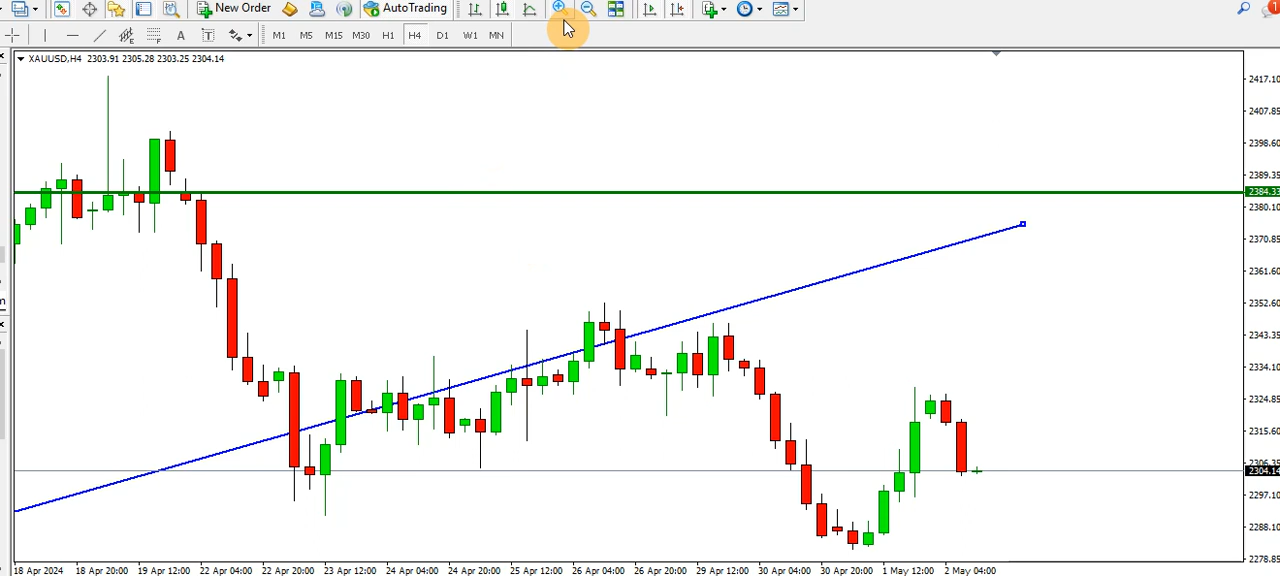 New Order
AutoTrading
1
A
T
M1
M5
M15
M30
H1
H4
D1
W1
MN
XAUUSD,H4 2303.91 2305.28 2303.25 2304.14
2417.10
2407.85
2398.60
2389.35
2384.33
2380.10
2370.85
2361.60
2352.60
2343.35
2334.10
2324.85
2315.60
2306.35
2304.14
2297.10
2288.10
2278.85
18 Apr 2024
18 Apr 20:00
19 Apr 12:00
22 Apr 04:00
22 Apr 20:00
23 Apr 12:00
24 Apr 04:00
24 Apr 20:00
25 Apr 12:00
26 Apr 04:00
26 Apr 20:00
29 Apr 12:00
30 Apr 04:00
30 Apr 20:00
1 May 12:00
2 May 04:00